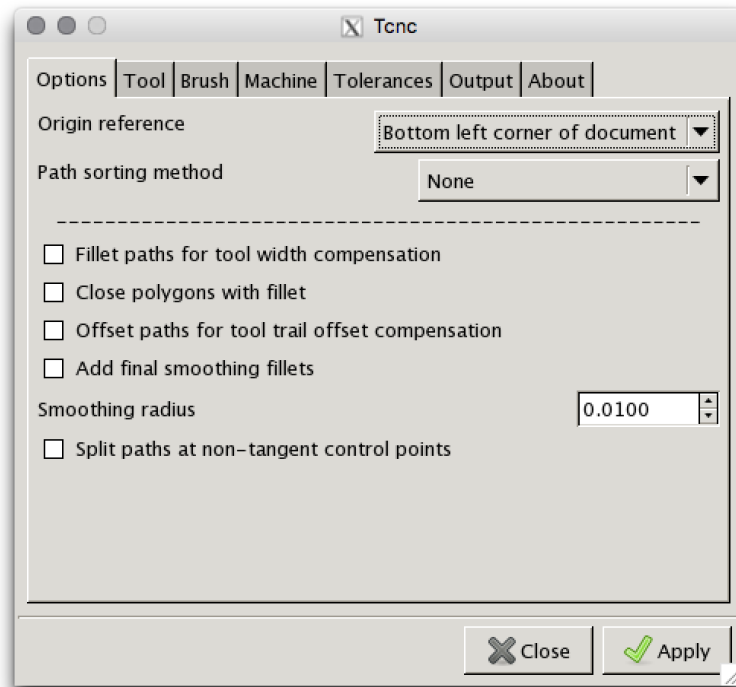 Tcnc
Options Tool Brush Machine Tolerances Output About
Origin reference Bottom left corner of document
Path sorting method None
Fillet paths for tool width compensation
Close polygons with fillet
Offset paths for tool trail offset compensation
Add final smoothing fillets
Smoothing radius 0.0100
Split paths at non-tangent control points
Close Apply